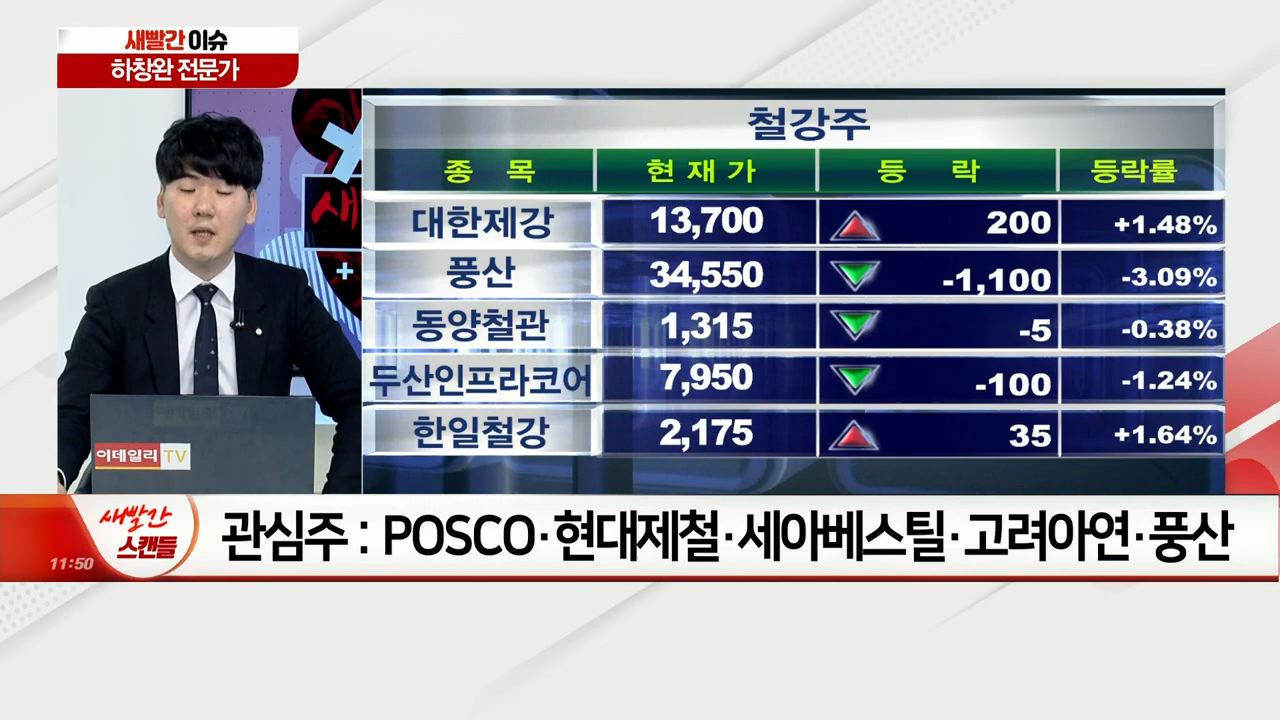 새빨간 이슈
하창완 전문가
철강주
종 목 현 재 가 등 락 등락률
대한제강 13,700 200 +1.48%
풍산 34,550 -1,100 -3.09%
동양철관 1,315 -5 -0.38%
두산인프라코어 7,950 -100 -1.24%
한일철강 2,175 35 +1.64%
새
이데일리 TV
새빨간
스캔들
11:50
관심주 : POSCO·현대제철·세아베스틸·고려아연·풍산